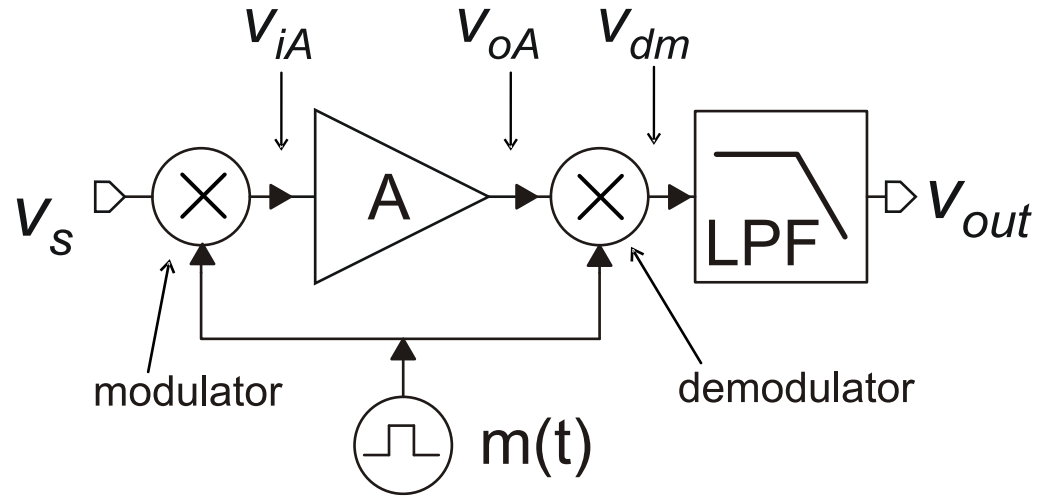 v_iA
v_oA
v_dm
v_s
A
LPF
v_out
modulator
demodulator
m(t)